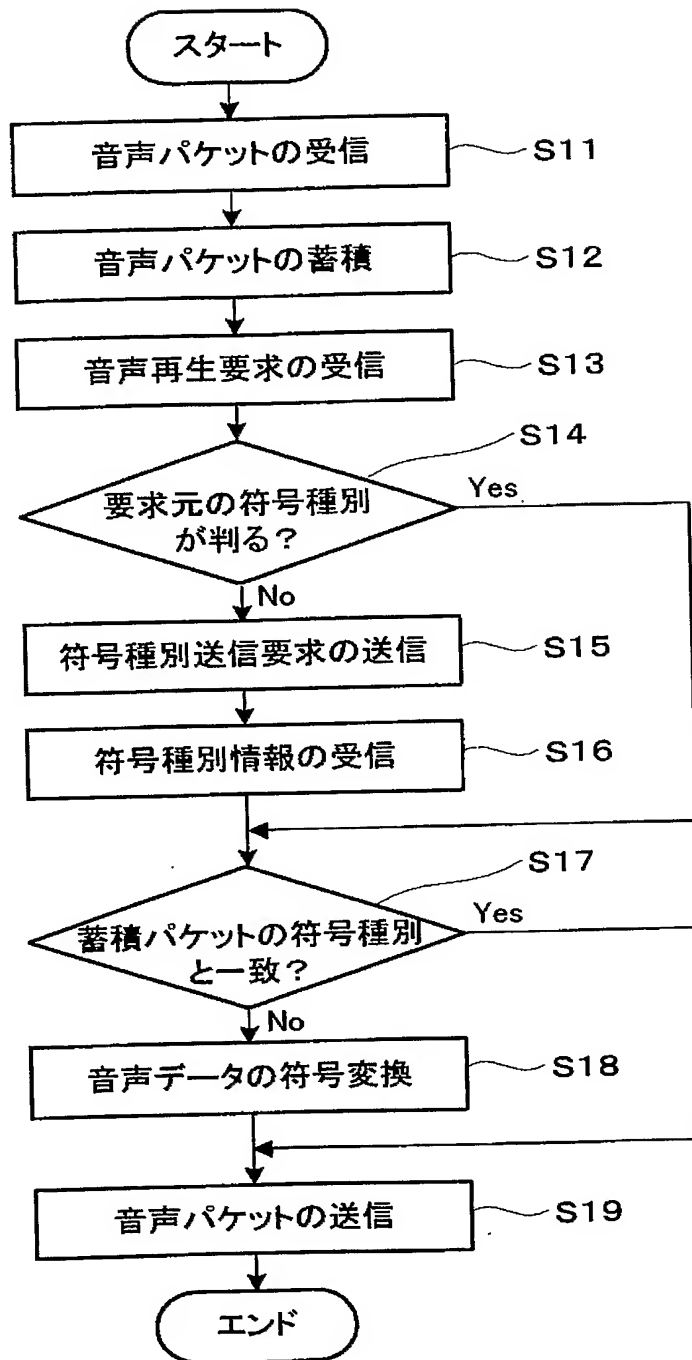 スタート
音声パケットの受信
S11
音声パケットの蓄積
S12
音声再生要求の受信
S13
S14
要求元の符号種別
が判る?
Yes
No
符号種別送信要求の送信
S15
符号種別情報の受信
S16
S17
蓄積パケットの符号種別
と一致?
Yes
No
音声データの符号変換
S18
音声パケットの送信
S19
エンド